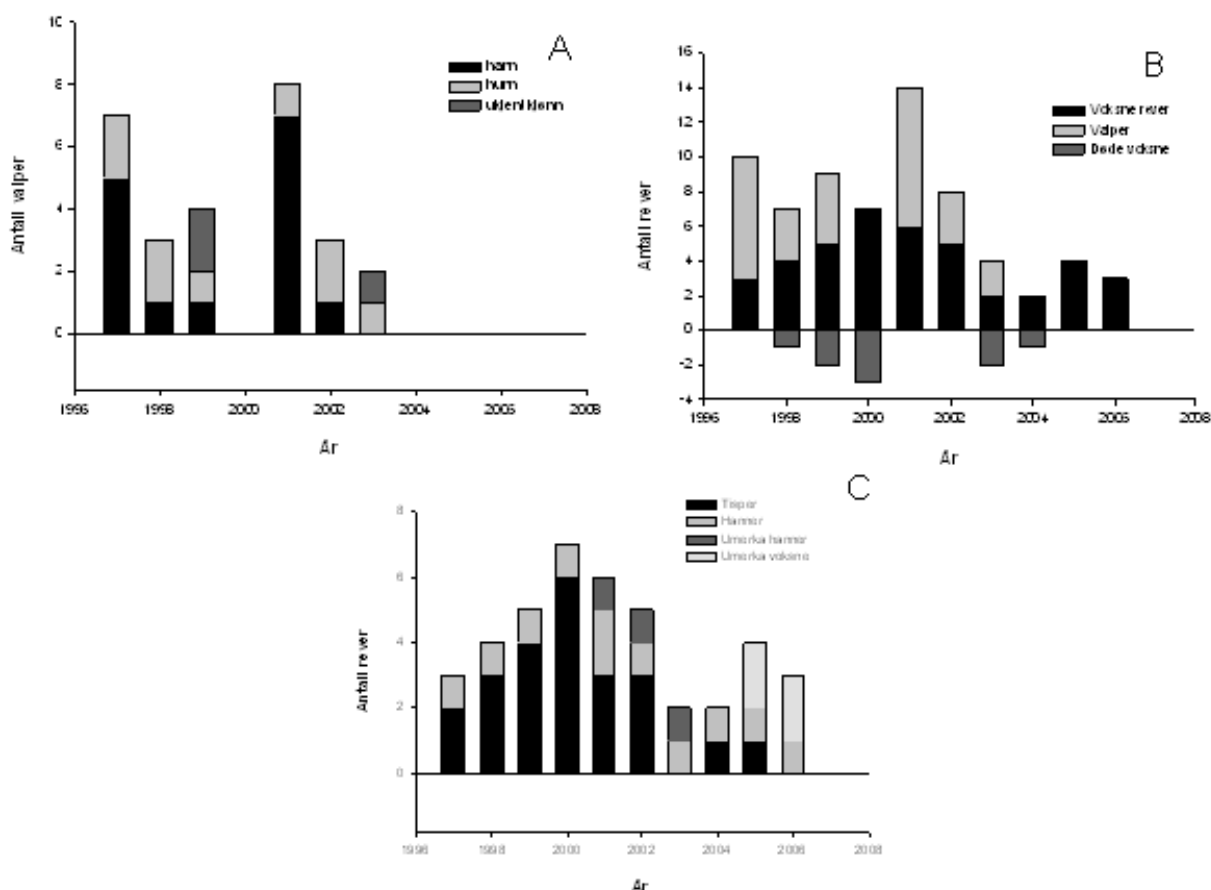 A
10
8
6
4
2
0
Antall valper
hann
hunn
ukjent kjønn
1996 1998 2000 2002 2004 2006 2008
År
B
16
14
12
10
8
6
4
2
0
-2
-4
Antall rever
Voksne rever
Valper
Døde voksne
1996 1998 2000 2002 2004 2006 2008
År
C
8
6
4
2
0
Antall rever
Tisper
Hanner
Umerka hanner
Umerka voksne
1996 1998 2000 2002 2004 2006 2008
År